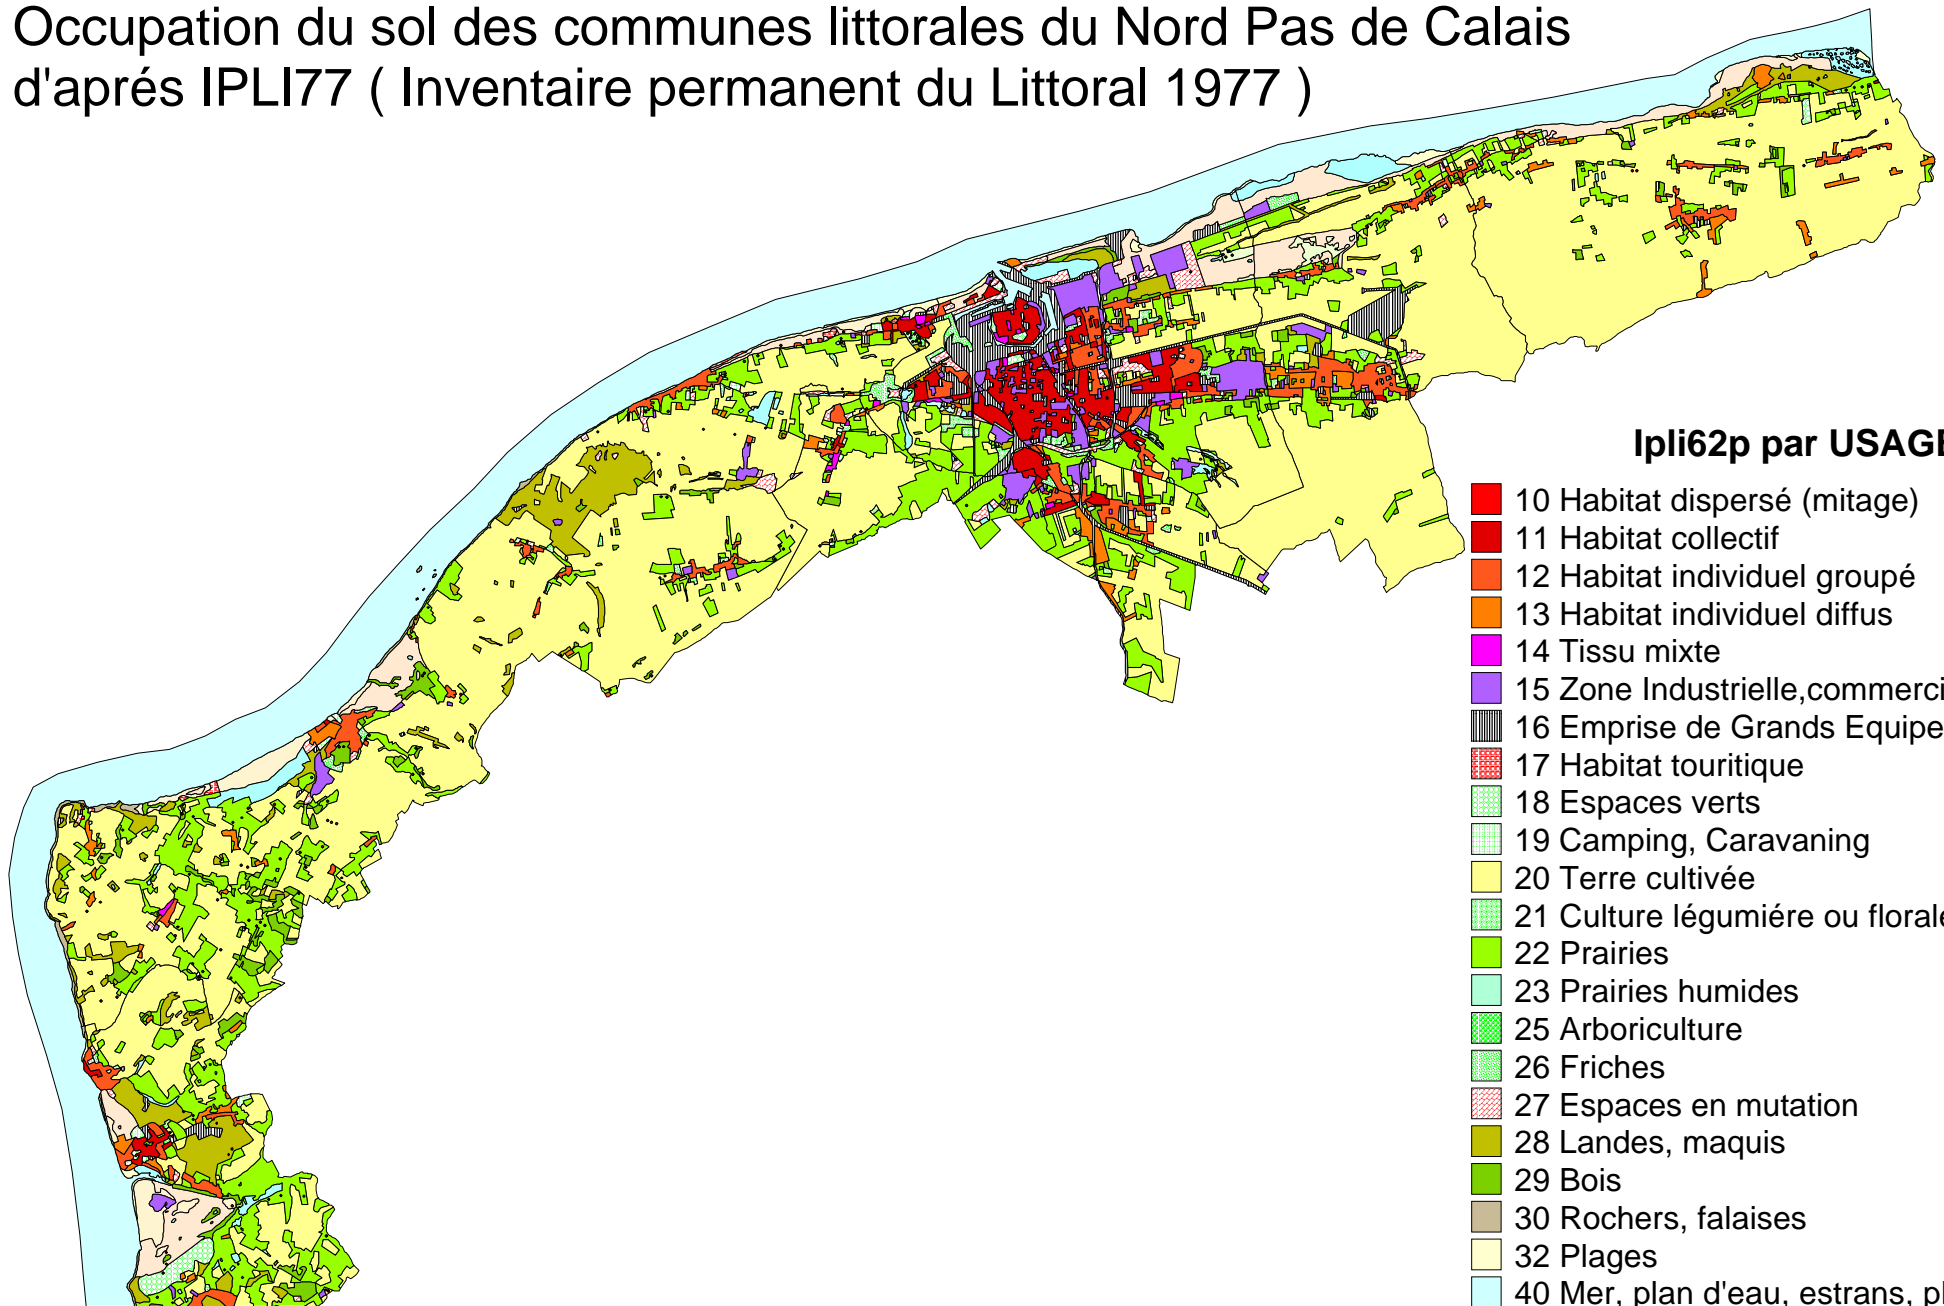 Occupation du sol des communes littorales du Nord Pas de Calais
d'aprés IPLI77 ( Inventaire permanent du Littoral 1977 )
Ipli62p par USAGE
10 Habitat dispersé (mitage)
11 Habitat collectif
12 Habitat individuel groupé
13 Habitat individuel diffus
14 Tissu mixte
15 Zone Industrielle,commerci
16 Emprise de Grands Equipe
17 Habitat touritique
18 Espaces verts
19 Camping, Caravaning
20 Terre cultivée
21 Culture légumiére ou florale
22 Prairies
23 Prairies humides
25 Arboriculture
26 Friches
27 Espaces en mutation
28 Landes, maquis
29 Bois
30 Rochers, falaises
32 Plages
40 Mer, plan d'eau, estrans, pl